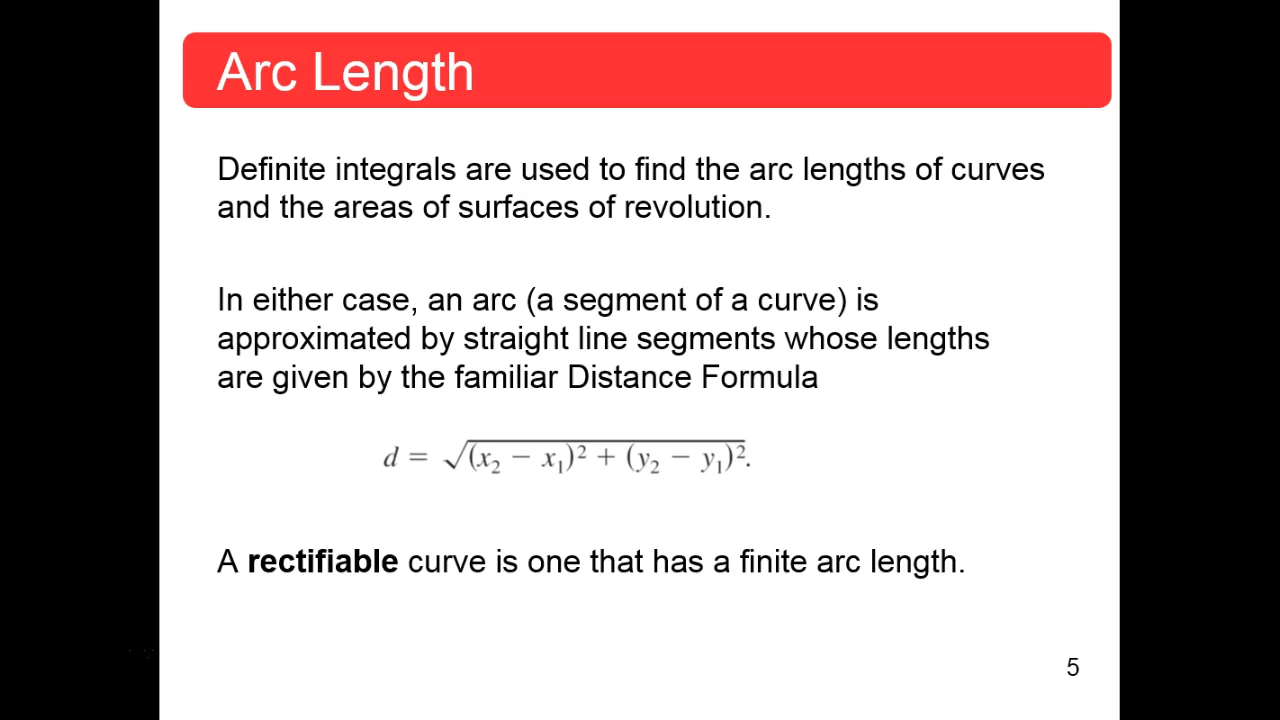 Arc Length
Definite integrals are used to find the arc lengths of curves
and the areas of surfaces of revolution.
In either case, an arc (a segment of a curve) is
approximated by straight line segments whose lengths
are given by the familiar Distance Formula
d = √(x₂ − x₁)² + (y₂ − y₁)².
A rectifiable curve is one that has a finite arc length.
5